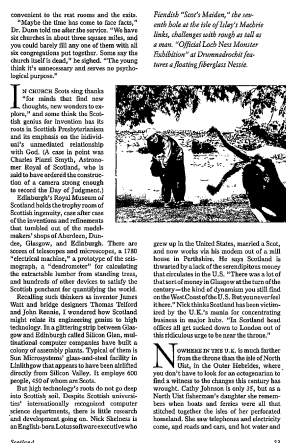 convenient to the rest rooms and the exits.
"Maybe the time has come to face facts,"
Dr. Dunn told me after the service. "We have
six churches in about three square miles, and
you could barely fill any one of them with all
six congregations put together. Some say the
church itself is dead," he sighed. "The young
think it's unnecessary and serves no psycho-
logical purpose."
IN CHURCH Scots sing thanks
"for minds that find new
thoughts, new wonders to ex-
plore," and some think the Scot-
tish genius for invention has its
roots in Scottish Presbyterianism
and its emphasis on the individ-
ual's unmediated relationship
with God. (A case in point was
Charles Piazzi Smyth, Astrono-
mer Royal of Scotland, who is
said to have ordered the construc-
tion of a camera strong enough
to record the Day of Judgment.)
Edinburgh's Royal Museum of
Scotland holds the trophy room of
Scottish ingenuity, case after case
of the inventions and refinements
that tumbled out of the model-
makers' shops of Aberdeen, Dun-
dee, Glasgow, and Edinburgh. There are
scores of telescopes and microscopes, a 1780
"electrical machine," a prototype of the seis-
mograph, a "dendrometer" for calculating
the extractable lumber from standing trees,
and hundreds of other devices to satisfy the
Scottish penchant for quantifying the world.
Recalling such thinkers as inventor James
Watt and bridge designers Thomas Telford
and John Rennie, I wondered how Scotland
might relate its engineering genius to high
technology. In a glittering strip between Glas-
gow and Edinburgh called Silicon Glen, mul-
tinational computer companies have built a
colony of assembly plants. Typical of them is
Sun Microsystems' glass-and-steel facility in
Linlithgow that appears to have been airlifted
directly from Silicon Valley. It employs 600
people, 450 of whom are Scots.
But high technology's roots do not go deep
into Scottish soil. Despite Scottish universi-
ties' internationally recognized computer
science departments, there is little research
and development going on. Nick Skelsnix is
an English-born Lotus software executive who
Fiendish "Scot's Maiden," the sev-
enth hole at the isle of Islay's Machrie
links, challenges with rough as tall as
a man. "Official Loch Ness Monster
Exhibition" at Drumnadrochit fea-
tures a floating fiberglass Nessie.
grew up in the United States, married a Scot,
and now works via his modem out of a mill
house in Perthshire. He says Scotland is
thwarted by a lack of the serendipitous money
that circulates in the U.S. "There was a lot of
that sort of money in Glasgow at the turn of the
century—the kind of dynamism you still find
on the West Coast of the U.S. But you never feel
it here." Nick thinks Scotland has been victim-
ized by the U.K.'s mania for concentrating
business in major hubs. "In Scotland head
offices all get sucked down to London out of
this ridiculous urge to be near the throne."
NOWHERE IN THE U.K. is much farther
from the throne than the isle of North
Uist, in the Outer Hebrides, where
you don't have to look for an octogenarian to
find a witness to the changes this century has
wrought. Cathy Johnson is only 35, but as a
North Uist fisherman's daughter she remem-
bers when boats and ferries were all that
stitched together the isles of her perforated
homeland. She saw telephones and electricity
come, and roads and cars, and hot water and
Scotland